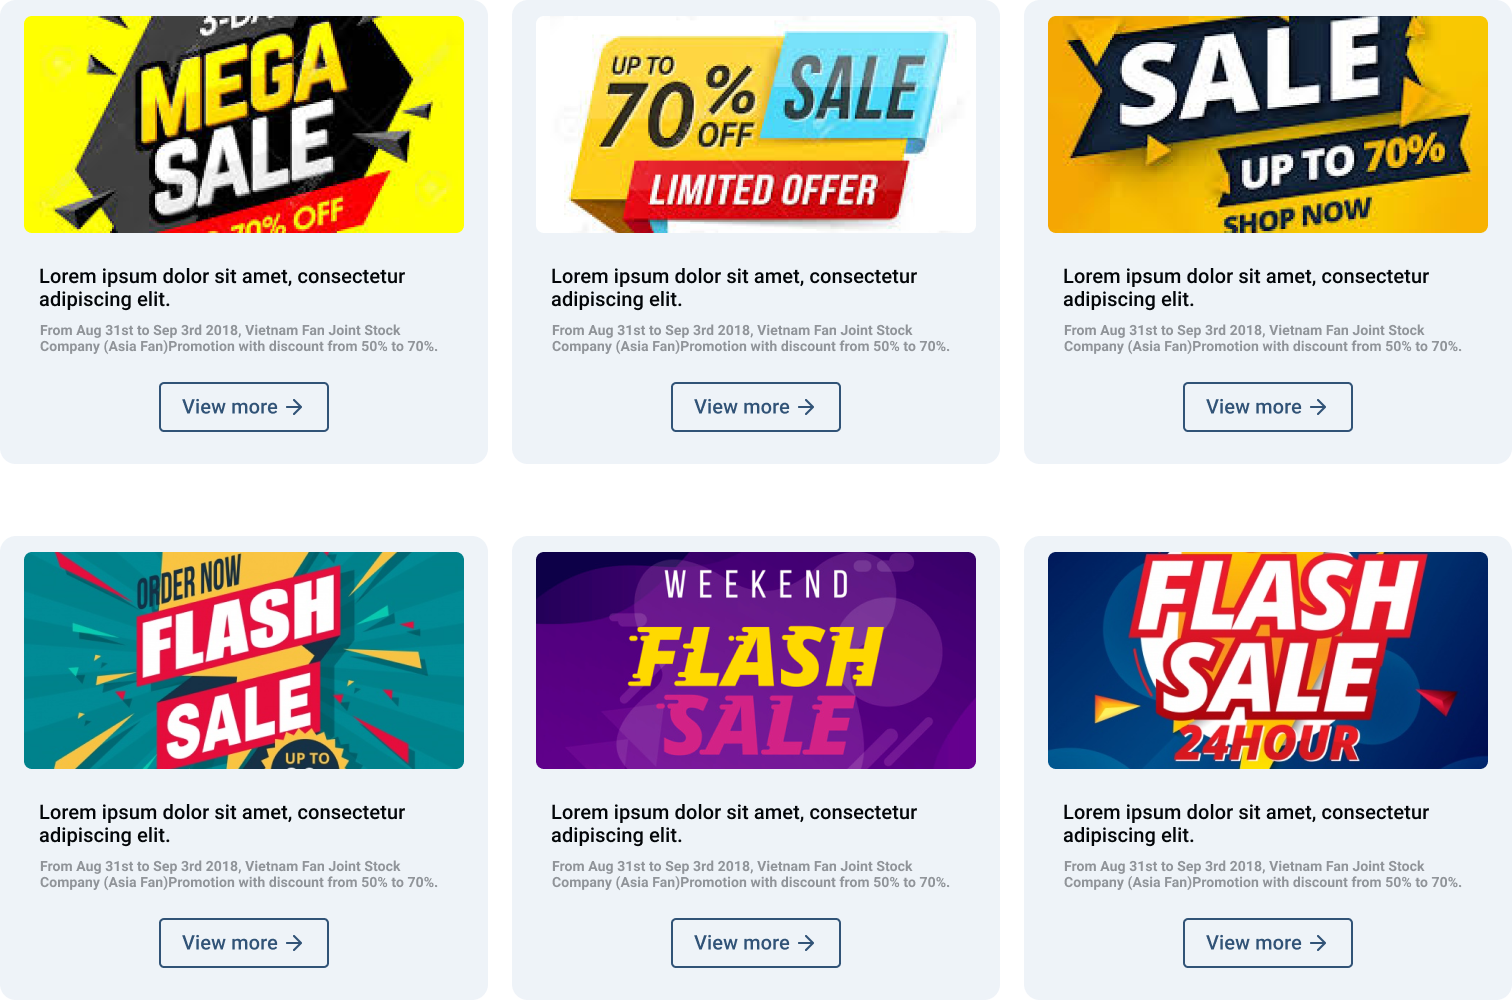 MEGA
SALE
70% OFF
UP TO
70% OFF
SALE
LIMITED OFFER
SALE
UP TO 70%
SHOP NOW
Lorem ipsum dolor sit amet, consectetur
adipiscing elit.
From Aug 31st to Sep 3rd 2018, Vietnam Fan Joint Stock
Company (Asia Fan)Promotion with discount from 50% to 70%.
View more →
Lorem ipsum dolor sit amet, consectetur
adipiscing elit.
From Aug 31st to Sep 3rd 2018, Vietnam Fan Joint Stock
Company (Asia Fan)Promotion with discount from 50% to 70%.
View more →
Lorem ipsum dolor sit amet, consectetur
adipiscing elit.
From Aug 31st to Sep 3rd 2018, Vietnam Fan Joint Stock
Company (Asia Fan)Promotion with discount from 50% to 70%.
View more →
ORDER NOW
FLASH
SALE
UP TO
WEEKEND
FLASH
SALE
FLASH
SALE
24HOUR
Lorem ipsum dolor sit amet, consectetur
adipiscing elit.
From Aug 31st to Sep 3rd 2018, Vietnam Fan Joint Stock
Company (Asia Fan)Promotion with discount from 50% to 70%.
View more →
Lorem ipsum dolor sit amet, consectetur
adipiscing elit.
From Aug 31st to Sep 3rd 2018, Vietnam Fan Joint Stock
Company (Asia Fan)Promotion with discount from 50% to 70%.
View more →
Lorem ipsum dolor sit amet, consectetur
adipiscing elit.
From Aug 31st to Sep 3rd 2018, Vietnam Fan Joint Stock
Company (Asia Fan)Promotion with discount from 50% to 70%.
View more →